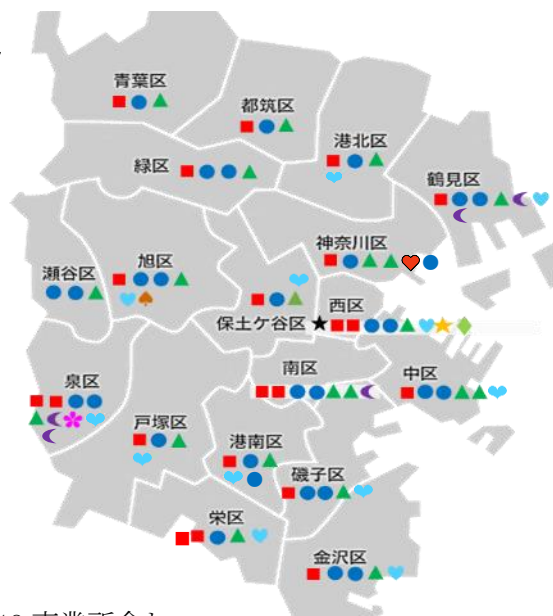 青葉区
都筑区
港北区
緑区
鶴見区
神奈川区
旭区
瀬谷区
西区
保土ケ谷区
南区
泉区
中区
戸塚区
港南区
磯子区
栄区
金沢区